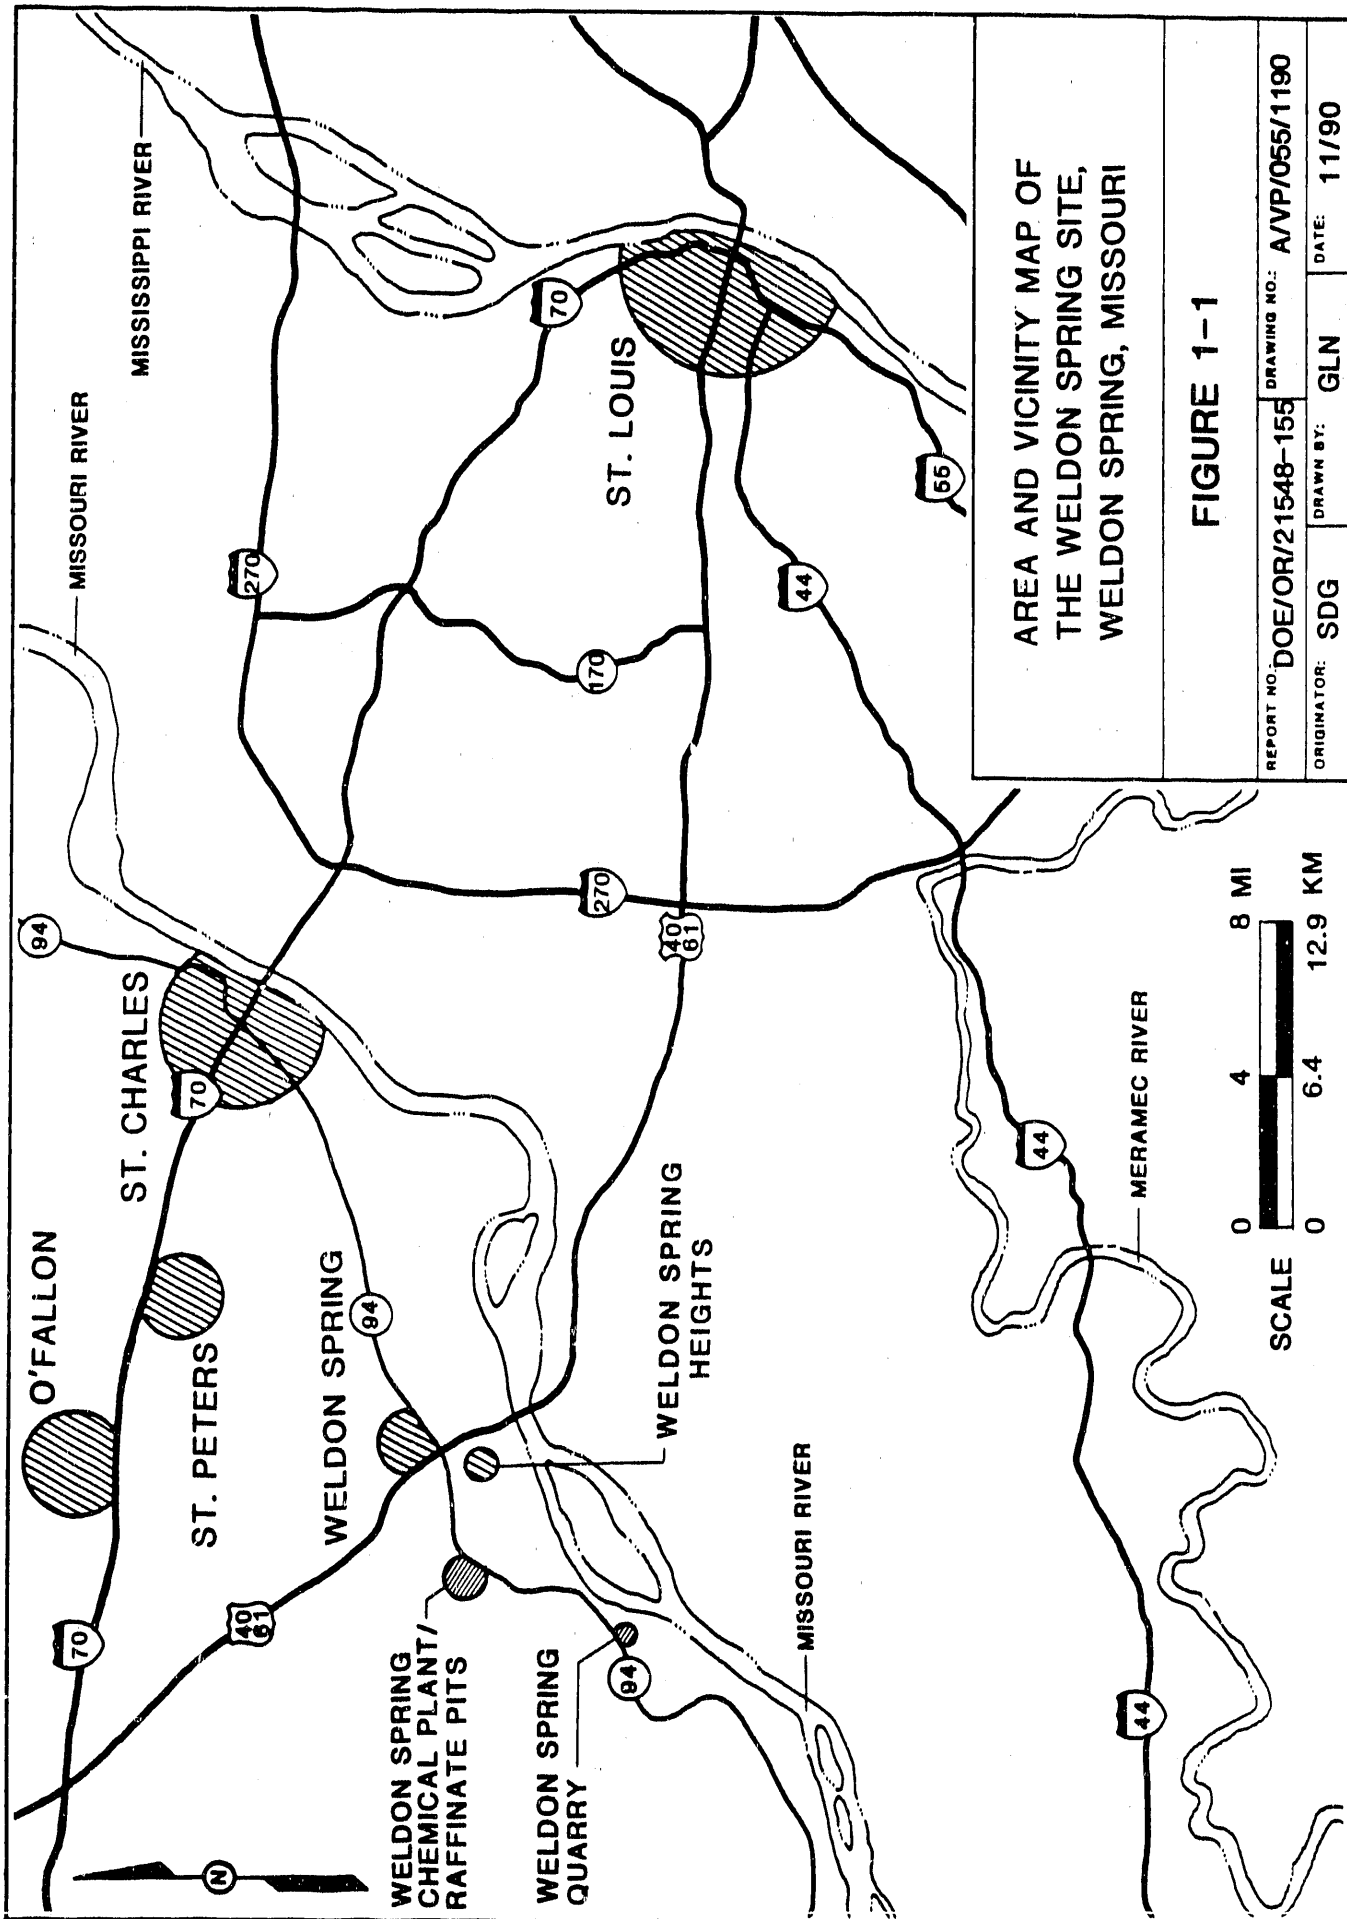 MISSISSIPPI RIVER
MISSOURI RIVER
94
270
ST. CHARLES
70
O'FALLON
ST. PETERS
70
40
61
WELDON SPRING
94
70
ST. LOUIS
170
270
40
61
44
55
WELDON SPRING
HEIGHTS
WELDON SPRING
CHEMICAL PLANT/
RAFFINATE PITS
WELDON SPRING
QUARRY
94
MISSOURI RIVER
44
MERAMEC RIVER
44
N
SCALE
0 4 8 MI
0 6.4 12.9 KM
AREA AND VICINITY MAP OF
THE WELDON SPRING SITE,
WELDON SPRING, MISSOURI
FIGURE 1-1
REPORT NO.: DOE/OR/21548-155
DRAWING NO.: A/VP/055/1190
ORIGINATOR: SDG
DRAWN BY: GLN
DATE: 11/90